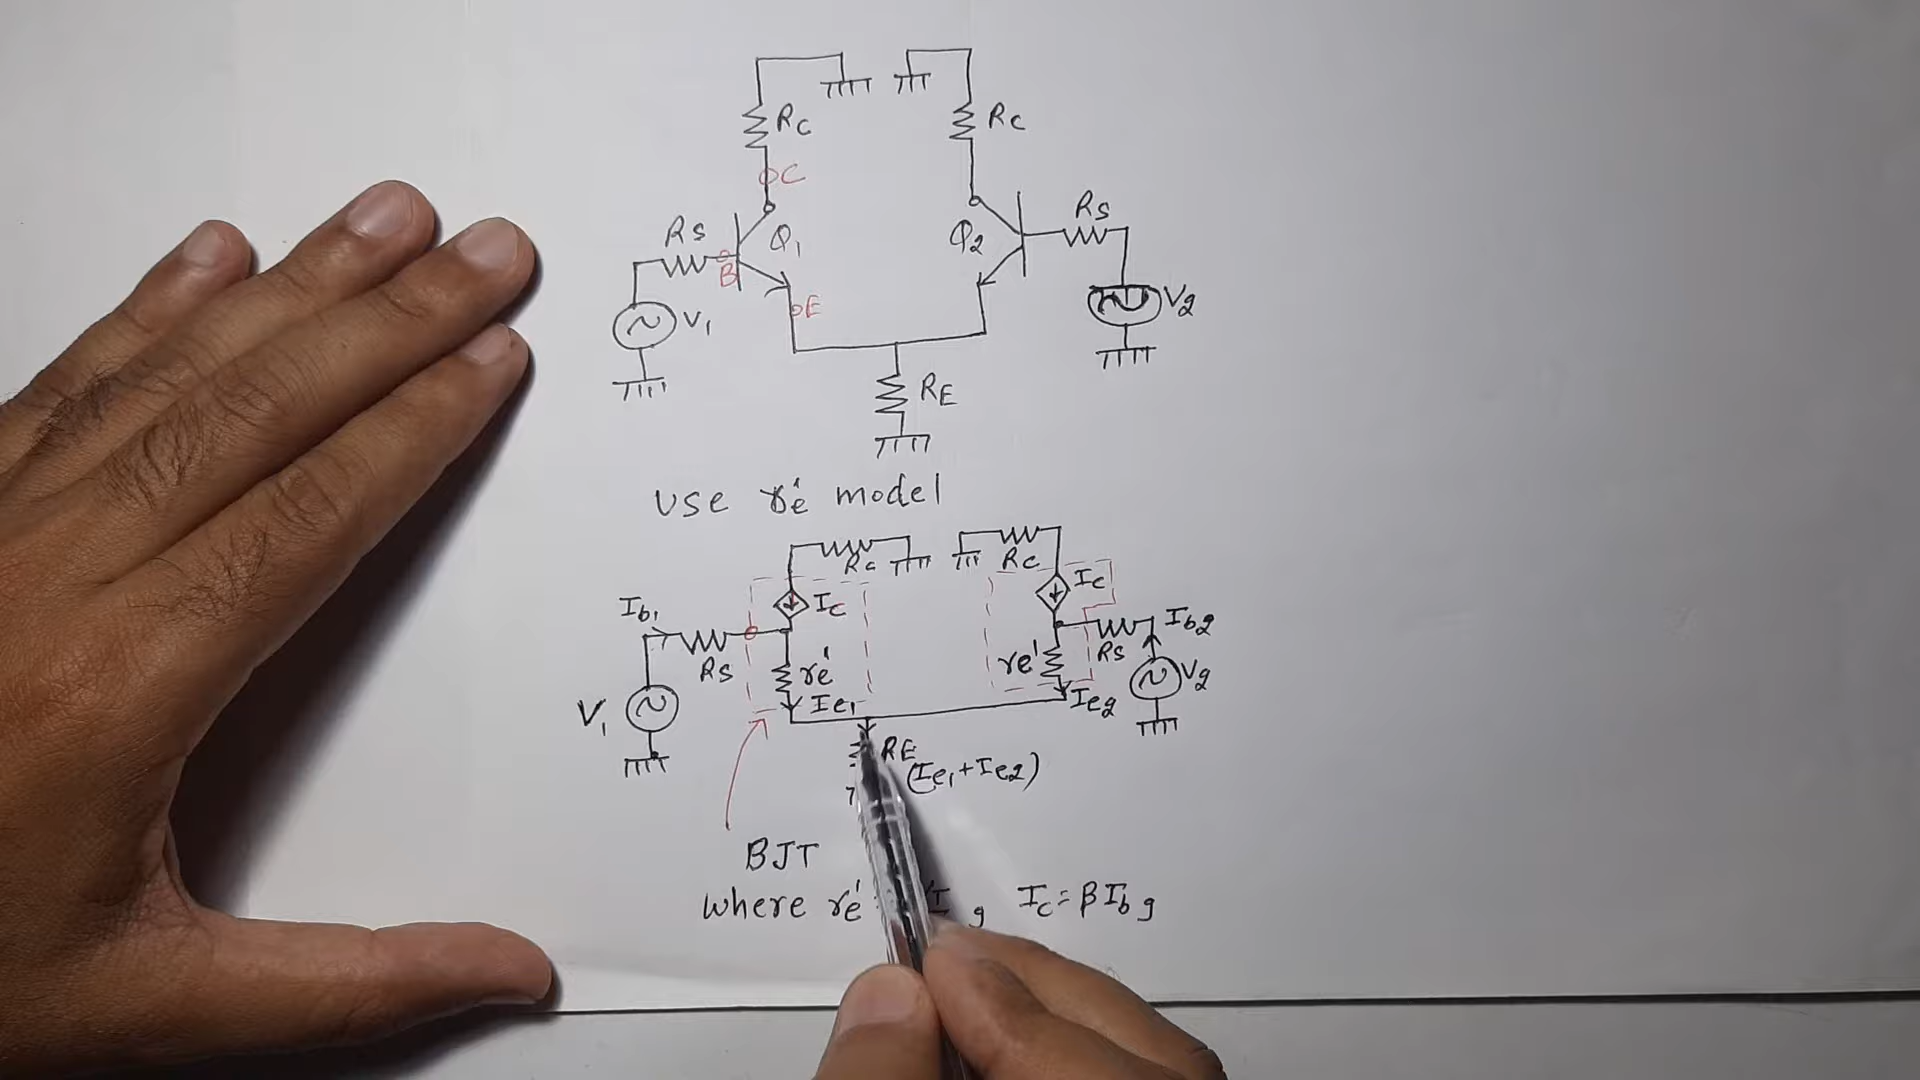 Rc Rc
C
Rs Q1 Q2 Rs
B
V1 E V2
RE
USE re' model
Rc Rc
Ic Ic
Ib1 Ib2
Rs re' re' Rs
V1 Ie1 Ie2 V2
RE
(Ie1+Ie2)
BJT
where re' Ic = βIb